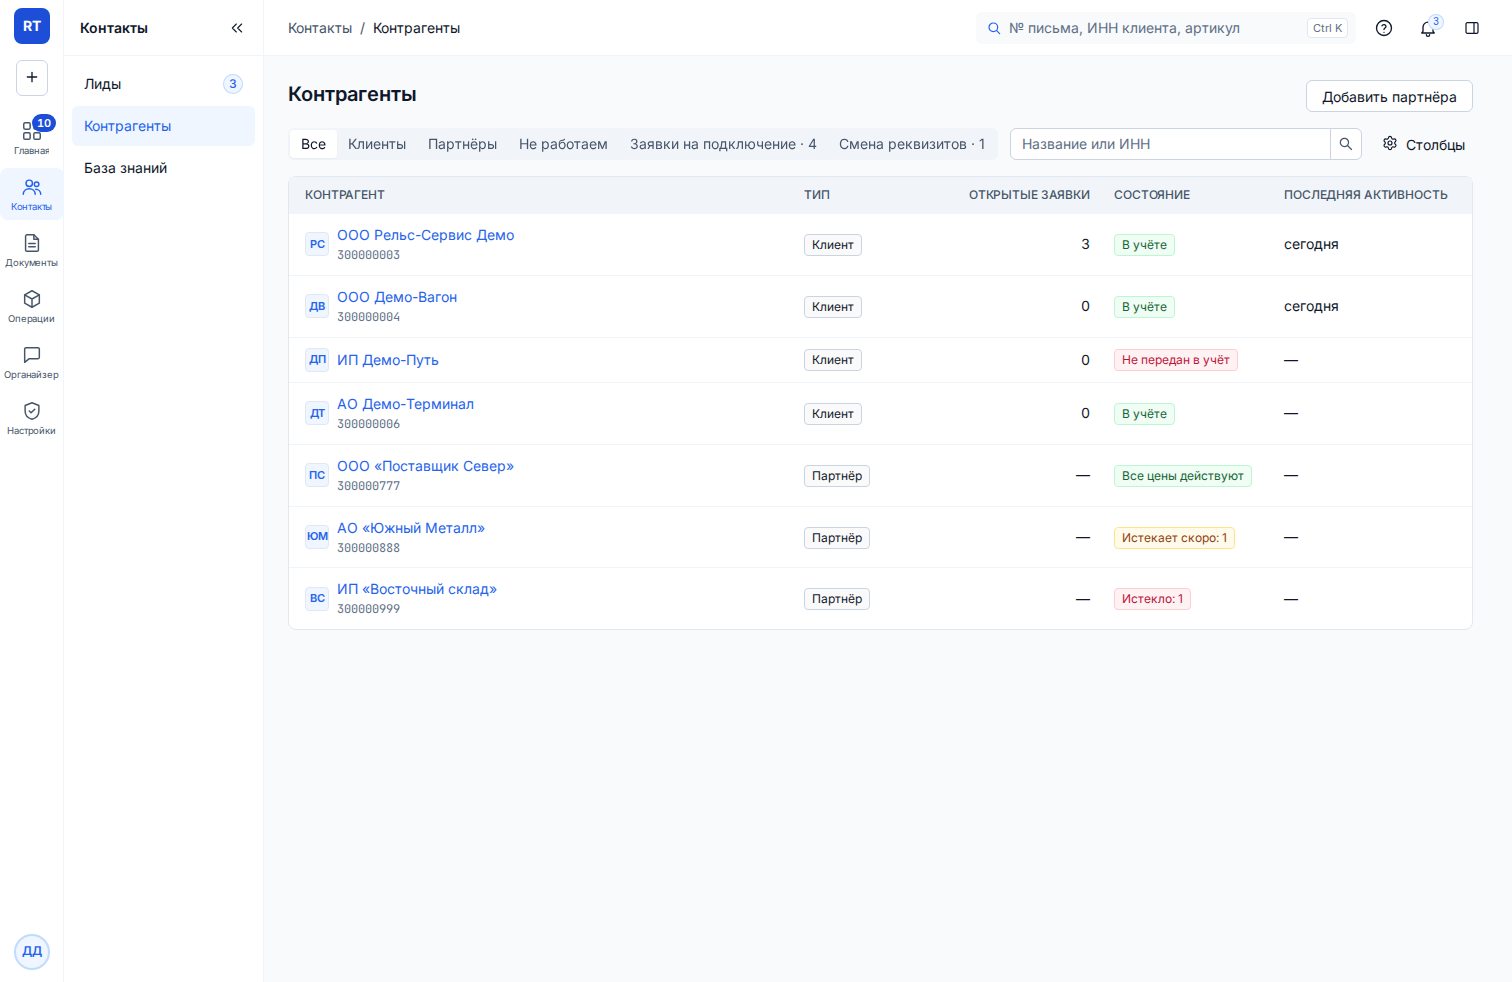 RT
Контакты
Контакты / Контрагенты
№ письма, ИНН клиента, артикул
Ctrl K
3
10
Главная
Контакты
Документы
Операции
Органайзер
Настройки
ДД
Лиды
3
Контрагенты
База знаний
Контрагенты
Добавить партнёра
Все
Клиенты
Партнёры
Не работаем
Заявки на подключение · 4
Смена реквизитов · 1
Название или ИНН
Столбцы
КОНТРАГЕНТ ТИП ОТКРЫТЫЕ ЗАЯВКИ СОСТОЯНИЕ ПОСЛЕДНЯЯ АКТИВНОСТЬ
РС ООО Рельс-Сервис Демо
300000003
Клиент 3 В учёте сегодня
ДВ ООО Демо-Вагон
300000004
Клиент 0 В учёте сегодня
ДП ИП Демо-Путь Клиент 0 Не передан в учёт —
ДТ АО Демо-Терминал
300000006
Клиент 0 В учёте —
ПС ООО «Поставщик Север»
300000777
Партнёр — Все цены действуют —
ЮМ АО «Южный Металл»
300000888
Партнёр — Истекает скоро: 1 —
ВС ИП «Восточный склад»
300000999
Партнёр — Истекло: 1 —